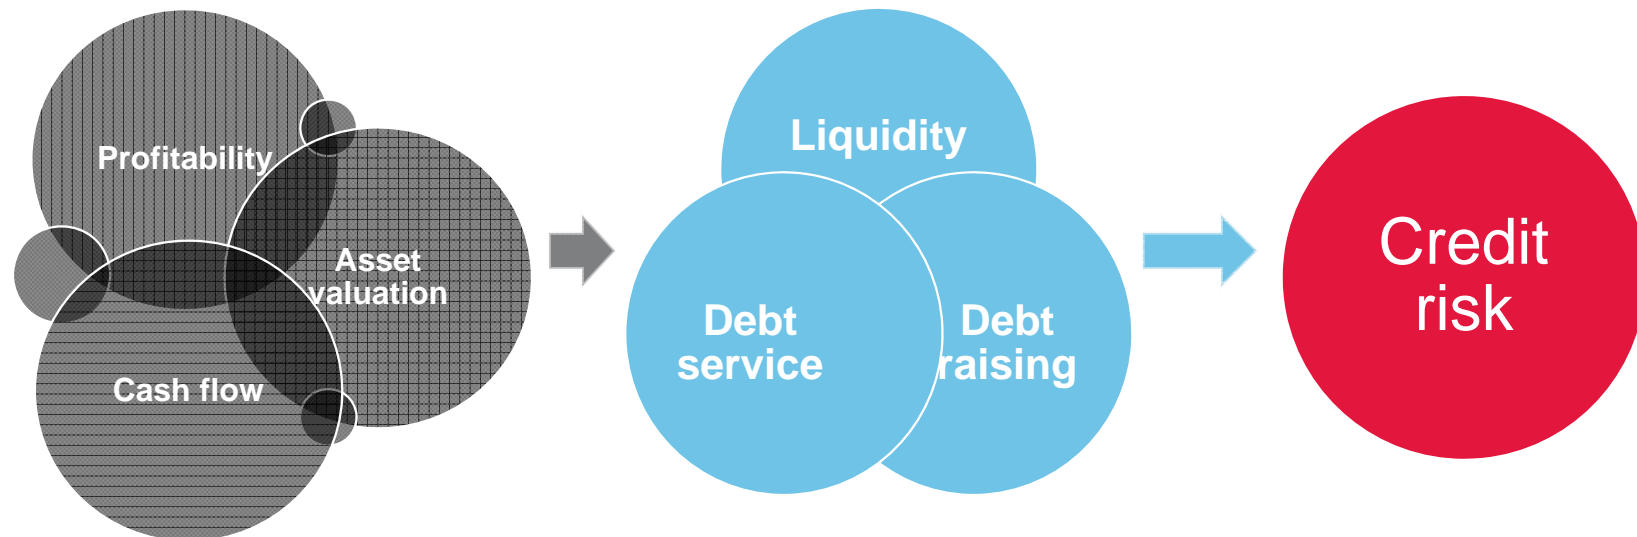 Profitability
Asset
valuation
Cash flow
Liquidity
Debt
service
Debt
raising
Credit
risk